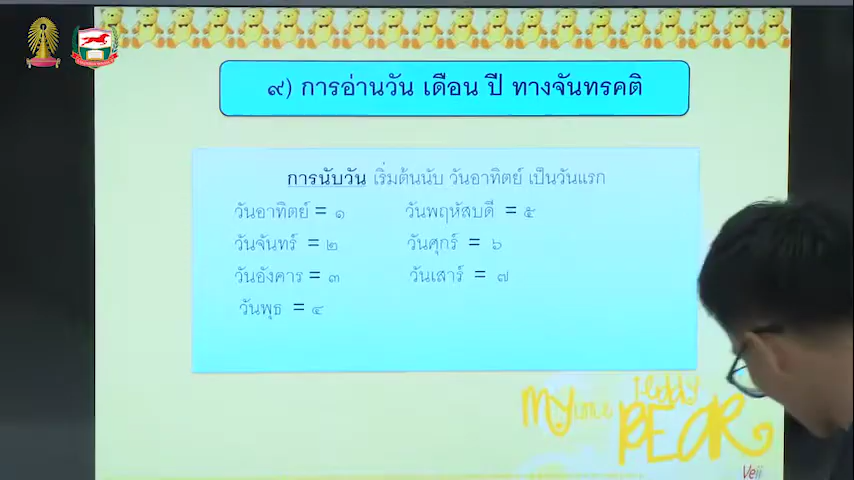 ๙) การอ่านวัน เดือน ปี ทางจันทรคติ
การนับวัน เริ่มต้นนับ วันอาทิตย์ เป็นวันแรก
วันอาทิตย์ = ๑
วันพฤหัสบดี = ๕
วันจันทร์ = ๒
วันศุกร์ = ๖
วันอังคาร = ๓
วันเสาร์ = ๗
วันพุธ = ๔
My little Teddy
BEAR
Veii